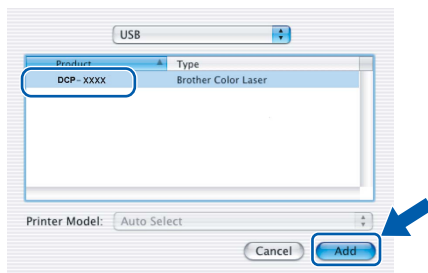 USB
Product Type
DCP-XXXX Brother Color Laser
Printer Model: Auto Select
Cancel Add